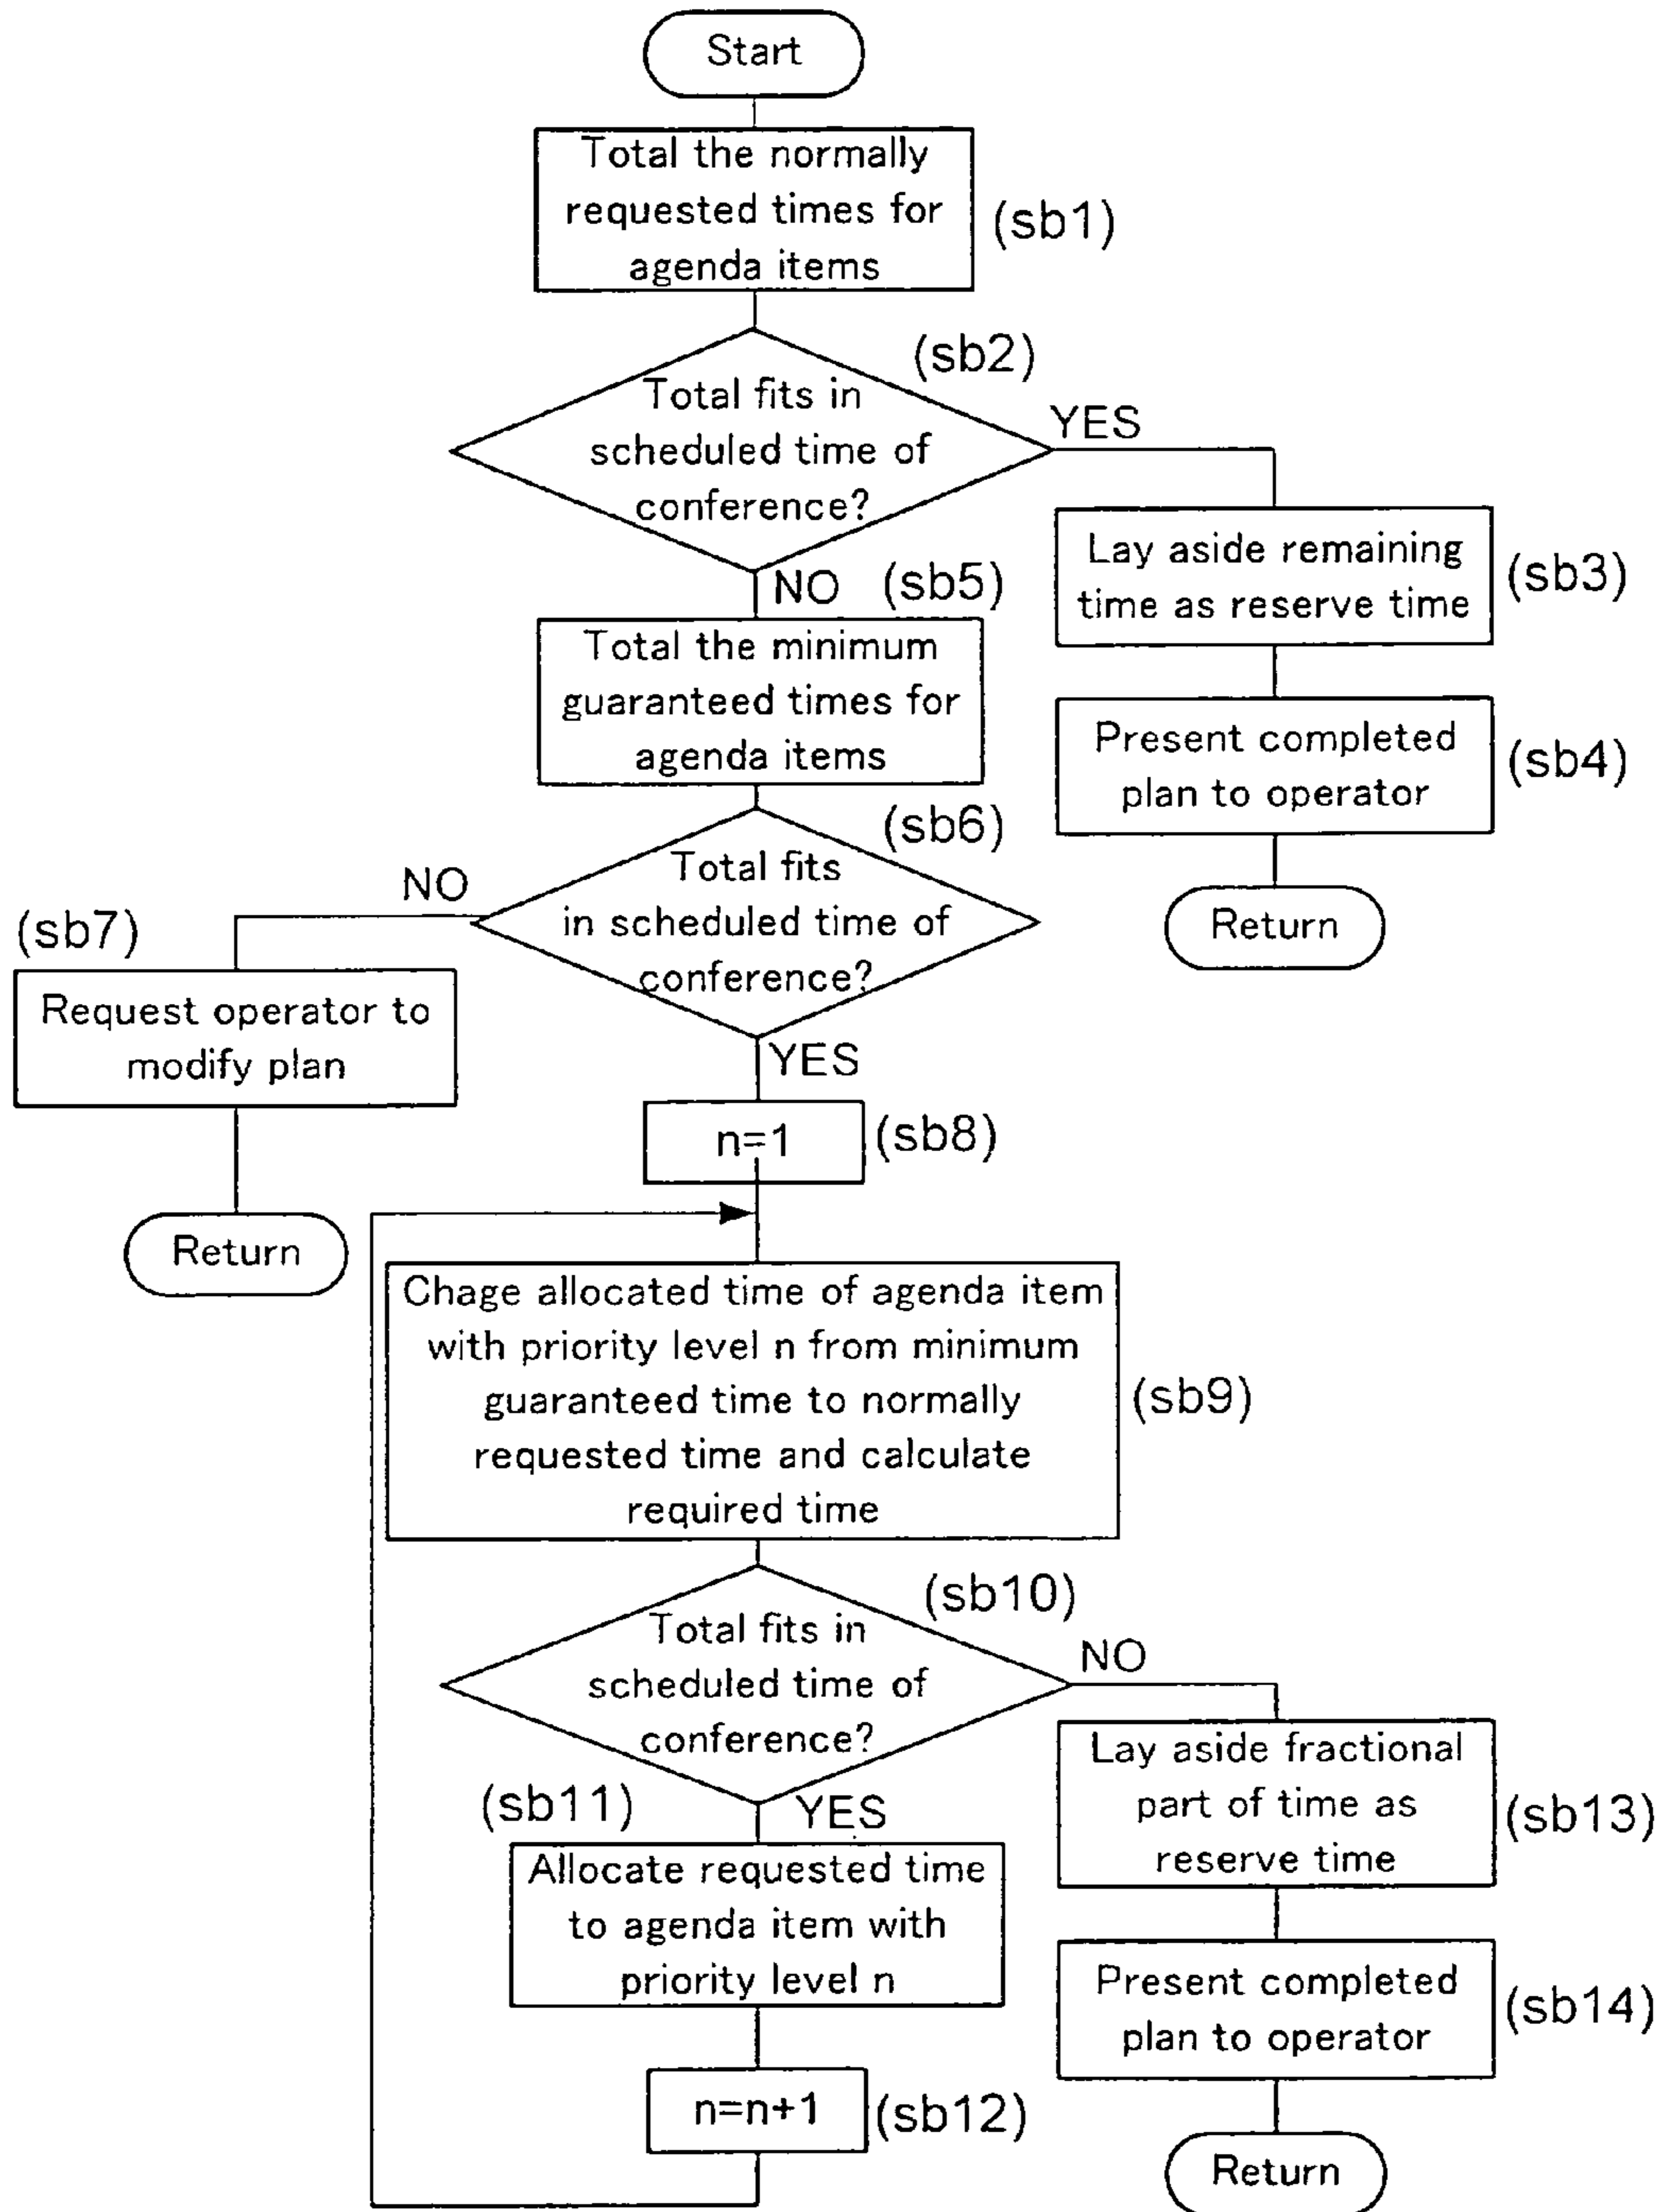 Start
Total the normally
requested times for
agenda items
(sb1)
(sb2)
Total fits in
scheduled time of
conference?
YES
Lay aside remaining
time as reserve time
(sb3)
Present completed
plan to operator
(sb4)
Return
NO
(sb5)
Total the minimum
guaranteed times for
agenda items
(sb6)
Total fits
in scheduled time of
conference?
NO
(sb7)
Request operator to
modify plan
Return
YES
n=1
(sb8)
Chage allocated time of agenda item
with priority level n from minimum
guaranteed time to normally
requested time and calculate
required time
(sb9)
(sb10)
Total fits in
scheduled time of
conference?
NO
Lay aside fractional
part of time as
reserve time
(sb13)
Present completed
plan to operator
(sb14)
Return
(sb11)
YES
Allocate requested time
to agenda item with
priority level n
n=n+1
(sb12)